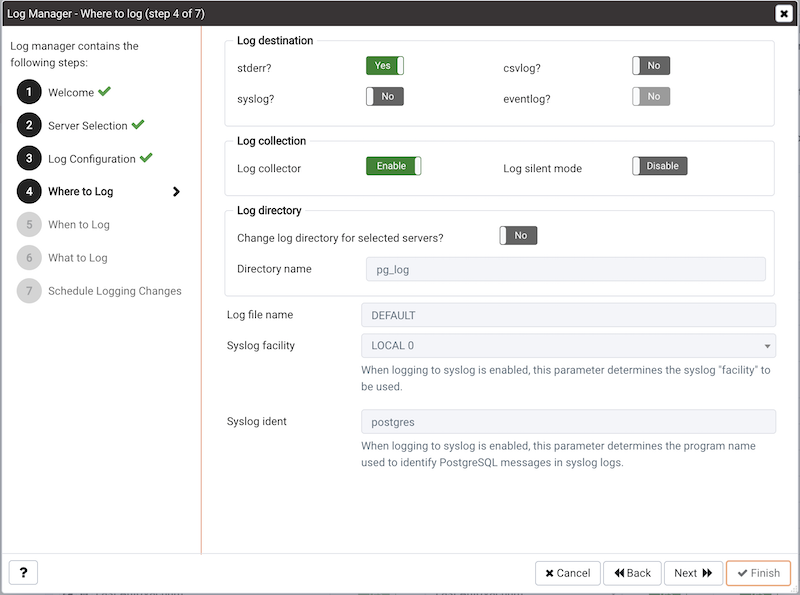 Log Manager - Where to log (step 4 of 7)
Log manager contains the
following steps:
1 Welcome
2 Server Selection
3 Log Configuration
4 Where to Log
5 When to Log
6 What to Log
7 Schedule Logging Changes
Log destination
stderr? Yes csvlog? No
syslog? No eventlog? No
Log collection
Log collector Enable Log silent mode Disable
Log directory
Change log directory for selected servers? No
Directory name pg_log
Log file name DEFAULT
Syslog facility LOCAL 0
When logging to syslog is enabled, this parameter determines the syslog "facility" to
be used.
Syslog ident postgres
When logging to syslog is enabled, this parameter determines the program name
used to identify PostgreSQL messages in syslog logs.
? Cancel Back Next Finish